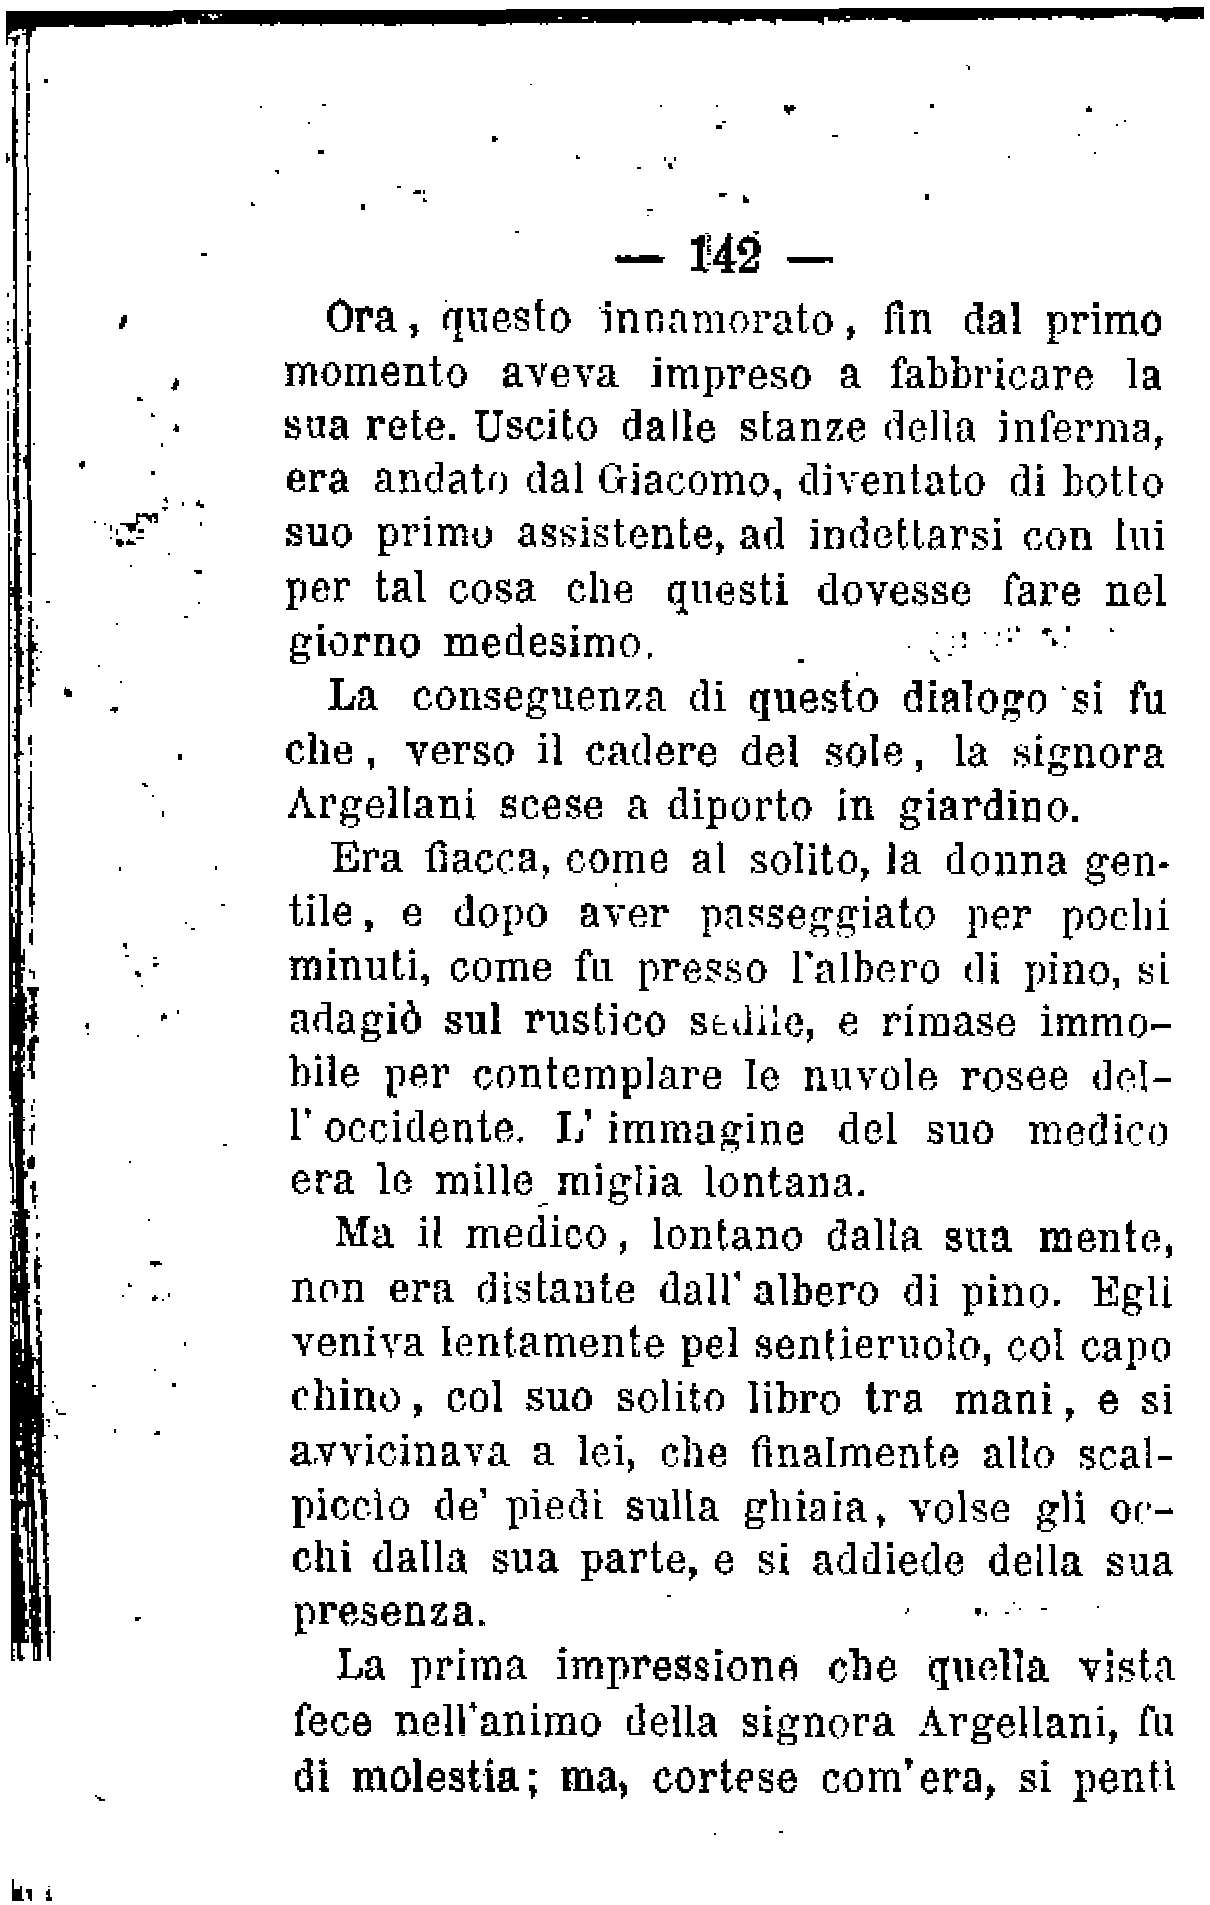 — 142 —
Ora, questo innamorato, fin dal primo
momento aveva impreso a fabbricare la
sua rete. Uscito dalle stanze della inferma,
era andato dal Giacomo, diventato di botto
suo primo assistente, ad indettarsi con lui
per tal cosa che questi dovesse fare nel
giorno medesimo.
La conseguenza di questo dialogo si fu
che, verso il cadere del sole, la signora
Argellani scese a diporto in giardino.
Era fiacca, come al solito, la donna gen-
tile, e dopo aver passeggiato per pochi
minuti, come fu presso l'albero di pino, si
adagiò sul rustico sedile, e rimase immo-
bile per contemplare le nuvole rosee del-
l'occidente. L'immagine del suo medico
era le mille miglia lontana.
Ma il medico, lontano dalla sua mente,
non era distante dall'albero di pino. Egli
veniva lentamente pel sentieruolo, col capo
chino, col suo solito libro tra mani, e si
avvicinava a lei, che finalmente allo scal-
piccìo de' piedi sulla ghiaia, volse gli oc-
chi dalla sua parte, e si addiede della sua
presenza.
La prima impressione che quella vista
fece nell'animo della signora Argellani, fu
di molestia; ma, cortese com'era, si pentì